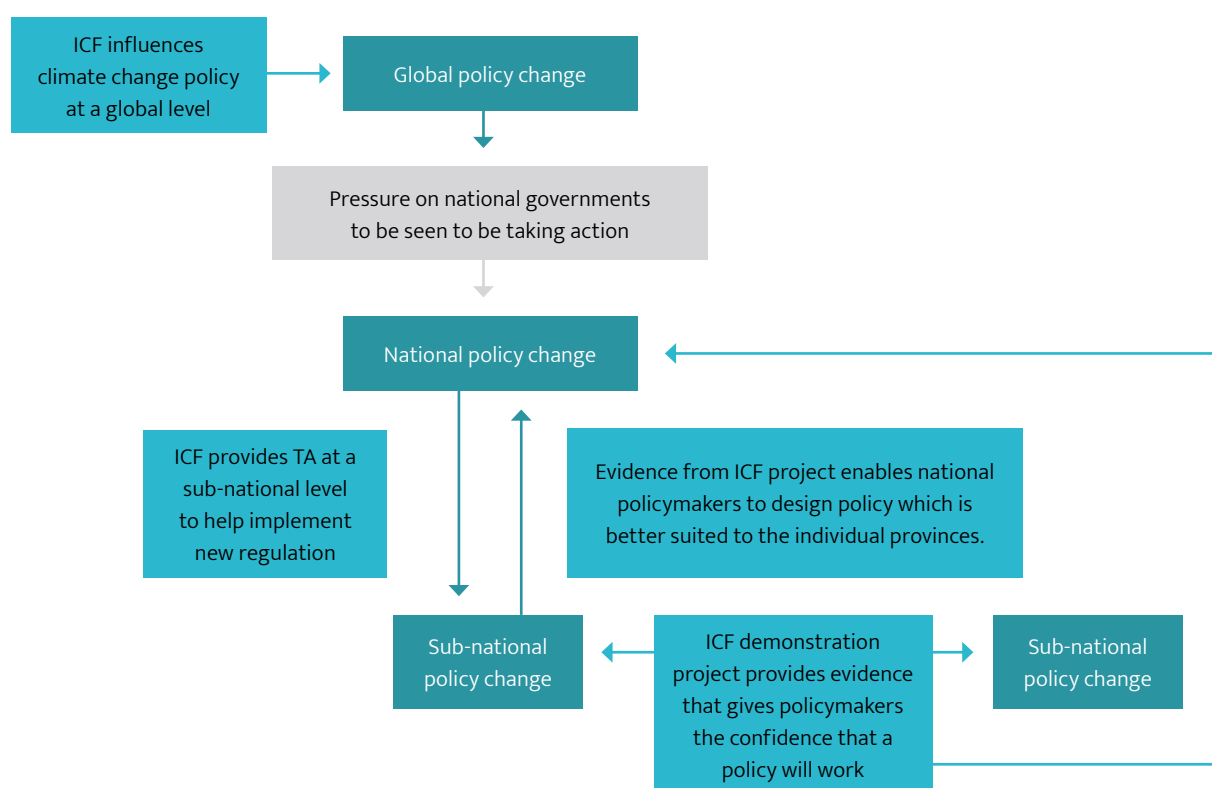 ICF influences
climate change policy
at a global level
Global policy change
Pressure on national governments
to be seen to be taking action
National policy change
ICF provides TA at a
sub-national level
to help implement
new regulation
Evidence from ICF project enables national
policymakers to design policy which is
better suited to the individual provinces.
Sub-national
policy change
ICF demonstration
project provides evidence
that gives policymakers
the confidence that a
policy will work
Sub-national
policy change